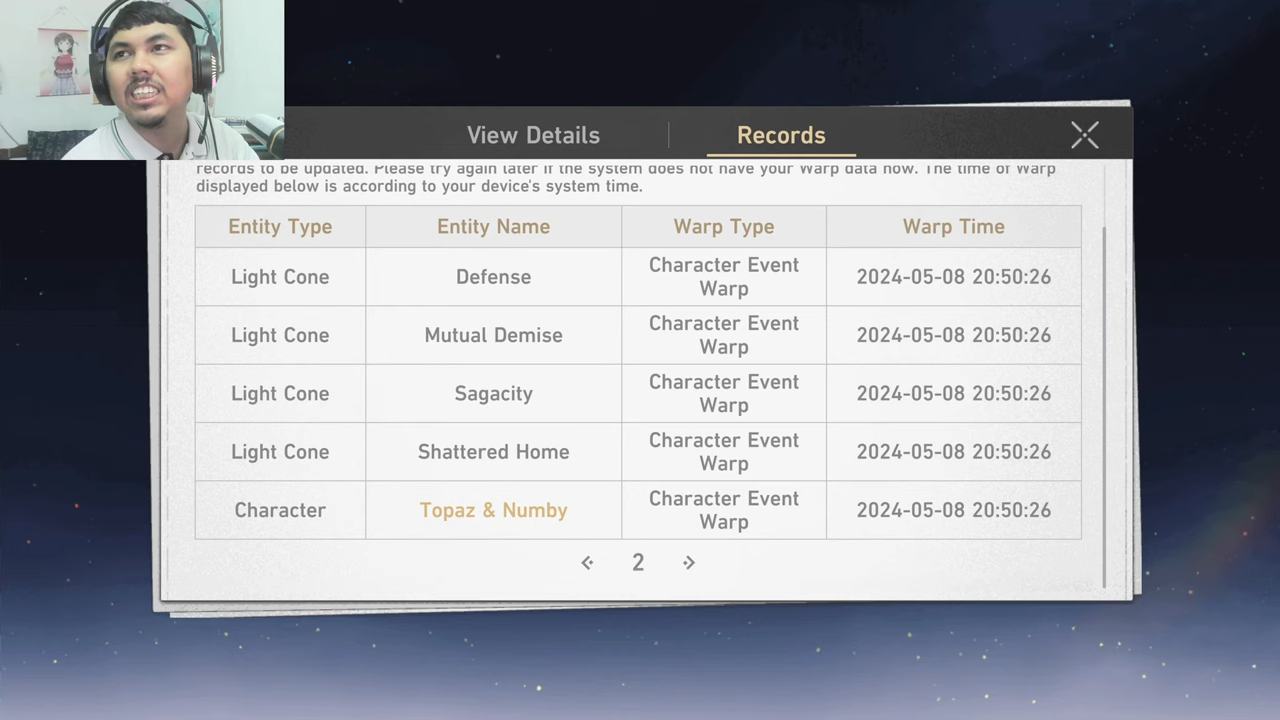 View Details
Records
records to be updated. Please try again later if the system does not have your Warp data now. The time of Warp
displayed below is according to your device's system time.
Entity Type Entity Name Warp Type Warp Time
Light Cone Defense Character Event Warp 2024-05-08 20:50:26
Light Cone Mutual Demise Character Event Warp 2024-05-08 20:50:26
Light Cone Sagacity Character Event Warp 2024-05-08 20:50:26
Light Cone Shattered Home Character Event Warp 2024-05-08 20:50:26
Character Topaz & Numby Character Event Warp 2024-05-08 20:50:26
2